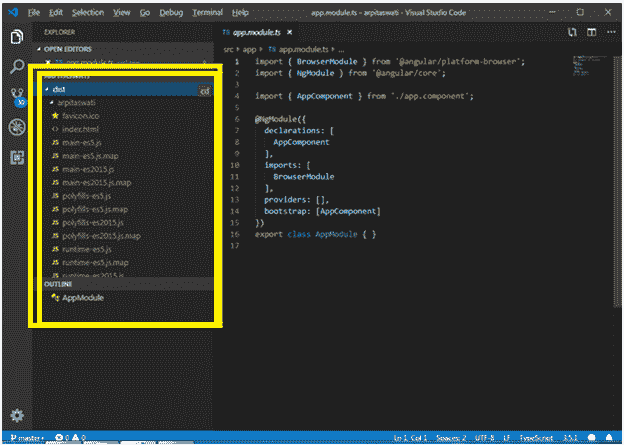 File Edit Selection View Go Debug Terminal Help app.module.ts - arpitaswati - Visual Studio Code
EXPLORER
OPEN EDITORS
dist
arpitaswati
favicon.ico
index.html
main-es5.js
main-es5.js.map
main-es2015.js
main-es2015.js.map
polyfills-es5.js
polyfills-es5.js.map
polyfills-es2015.js
polyfills-es2015.js.map
runtime-es5.js
runtime-es5.js.map
runtime-es2015.js
OUTLINE
AppModule
TS app.module.ts ×
src › app › TS app.module.ts › ...
1 import { BrowserModule } from '@angular/platform-browser';
2 import { NgModule } from '@angular/core';
3
4 import { AppComponent } from './app.component';
5
6 @NgModule({
7 declarations: [
8 AppComponent
9 ],
10 imports: [
11 BrowserModule
12 ],
13 providers: [],
14 bootstrap: [AppComponent]
15 })
16 export class AppModule { }
17
master 0 0 Ln 1, Col 1 Spaces: 2 UTF-8 LF TypeScript 3.5.1